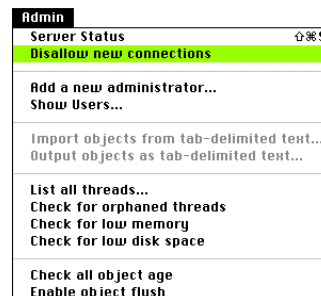 Admin
Server Status ⇧⌘S
Disallow new connections
Add a new administrator...
Show Users...
Import objects from tab-delimited text...
Output objects as tab-delimited text...
List all threads...
Check for orphaned threads
Check for low memory
Check for low disk space
Check all object age
Enable object flush